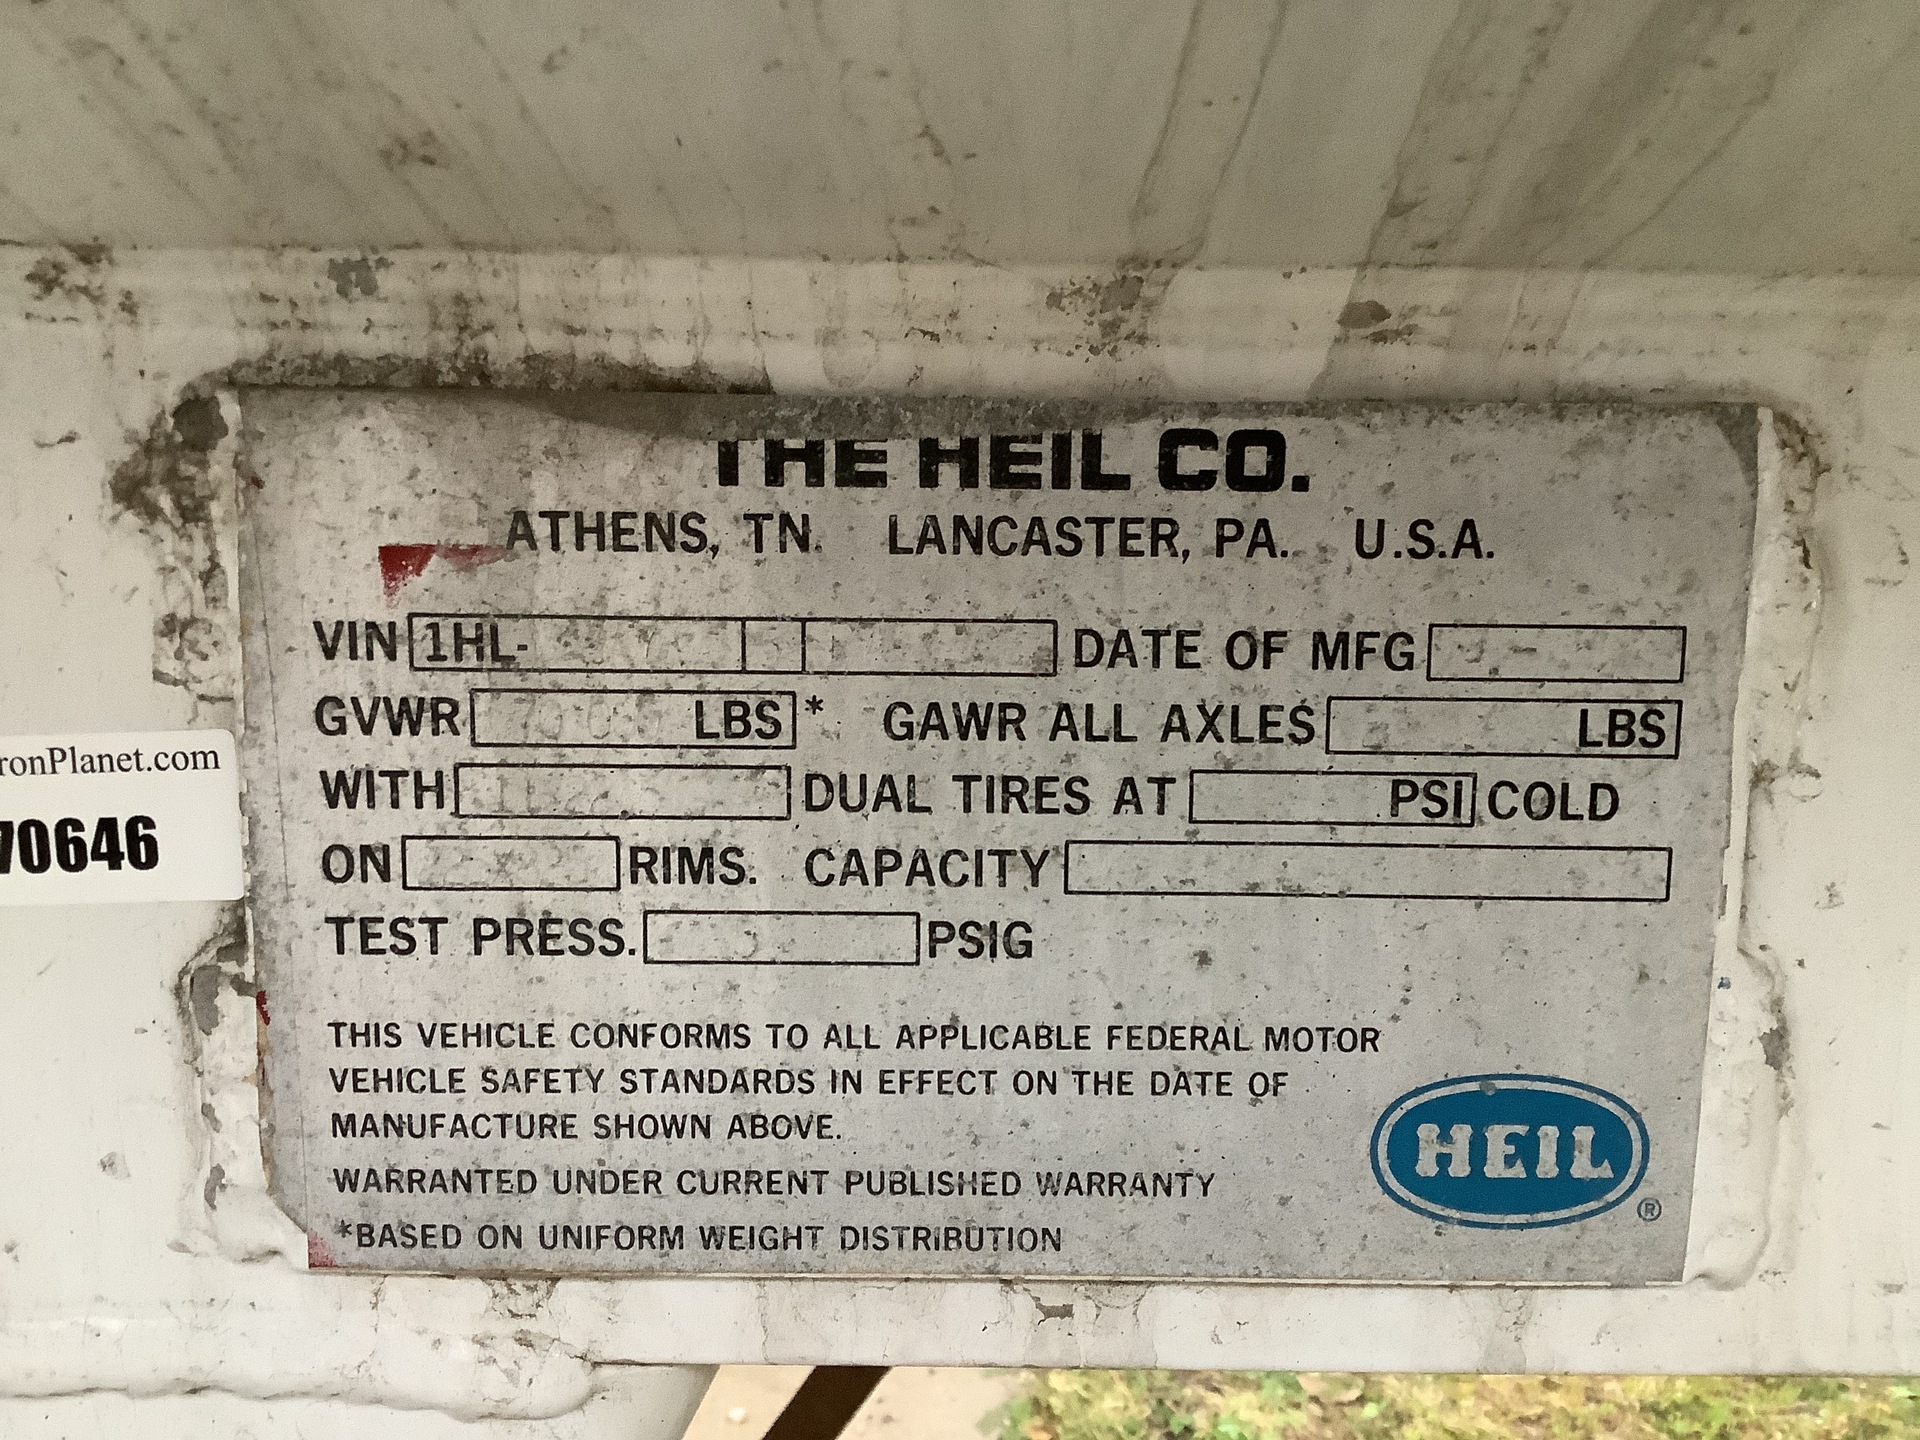 THE HEIL CO.
ATHENS, TN. LANCASTER, PA. U.S.A.
VIN 1HL- DATE OF MFG
GVWR LBS * GAWR ALL AXLES LBS
WITH DUAL TIRES AT PSI COLD
ON RIMS. CAPACITY
TEST PRESS. PSIG
ronPlanet.com
70646
THIS VEHICLE CONFORMS TO ALL APPLICABLE FEDERAL MOTOR
VEHICLE SAFETY STANDARDS IN EFFECT ON THE DATE OF
MANUFACTURE SHOWN ABOVE.
WARRANTED UNDER CURRENT PUBLISHED WARRANTY
*BASED ON UNIFORM WEIGHT DISTRIBUTION
HEIL ®